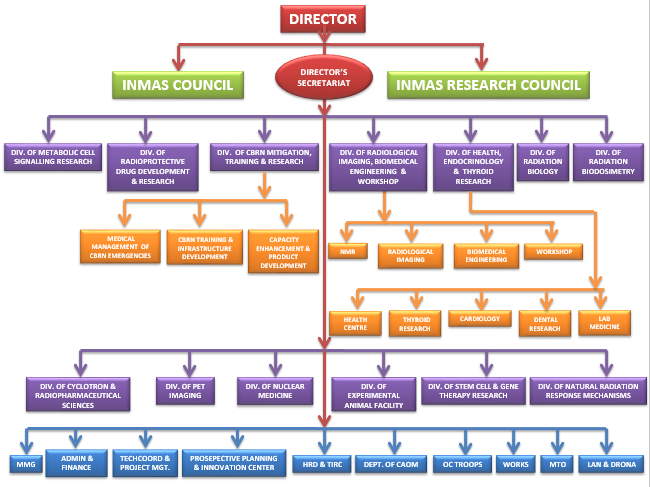 DIRECTOR
INMAS COUNCIL
DIRECTOR'S
SECRETARIAT
INMAS RESEARCH COUNCIL
DIV. OF METABOLIC CELL
SIGNALLING RESEARCH
DIV. OF
RADIOPROTECTIVE
DRUG DEVELOPMENT
& RESEARCH
DIV. OF CBRN MITIGATION,
TRAINING & RESEARCH
DIV. OF RADIOLOGICAL
IMAGING, BIOMEDICAL
ENGINEERING &
WORKSHOP
DIV. OF HEALTH,
ENDOCRINOLOGY
& THYROID
RESEARCH
DIV. OF
RADIATION
BIOLOGY
DIV. OF
RADIATION
BIODOSIMETRY
MEDICAL
MANAGEMENT OF
CBRN EMERGENCIES
CBRN TRAINING &
INFRASTRUCTURE
DEVELOPMENT
CAPACITY
ENHANCEMENT &
PRODUCT
DEVELOPMENT
NMR
RADIOLOGICAL
IMAGING
BIOMEDICAL
ENGINEERING
WORKSHOP
HEALTH
CENTRE
THYROID
RESEARCH
CARDIOLOGY
DENTAL
RESEARCH
LAB
MEDICINE
DIV. OF CYCLOTRON &
RADIOPHARMACEUTICAL
SCIENCES
DIV. OF PET
IMAGING
DIV. OF NUCLEAR
MEDICINE
DIV. OF
EXPERIMENTAL
ANIMAL FACILITY
DIV. OF STEM CELL & GENE
THERAPY RESEARCH
DIV. OF NATURAL RADIATION
RESPONSE MECHANISMS
MMG
ADMIN &
FINANCE
TECHCOORD &
PROJECT MGT.
PROSEPECTIVE PLANNING
& INNOVATION CENTER
HRD & TIRC
DEPT. OF CAOM
OC TROOPS
WORKS
MTO
LAN & DRONA